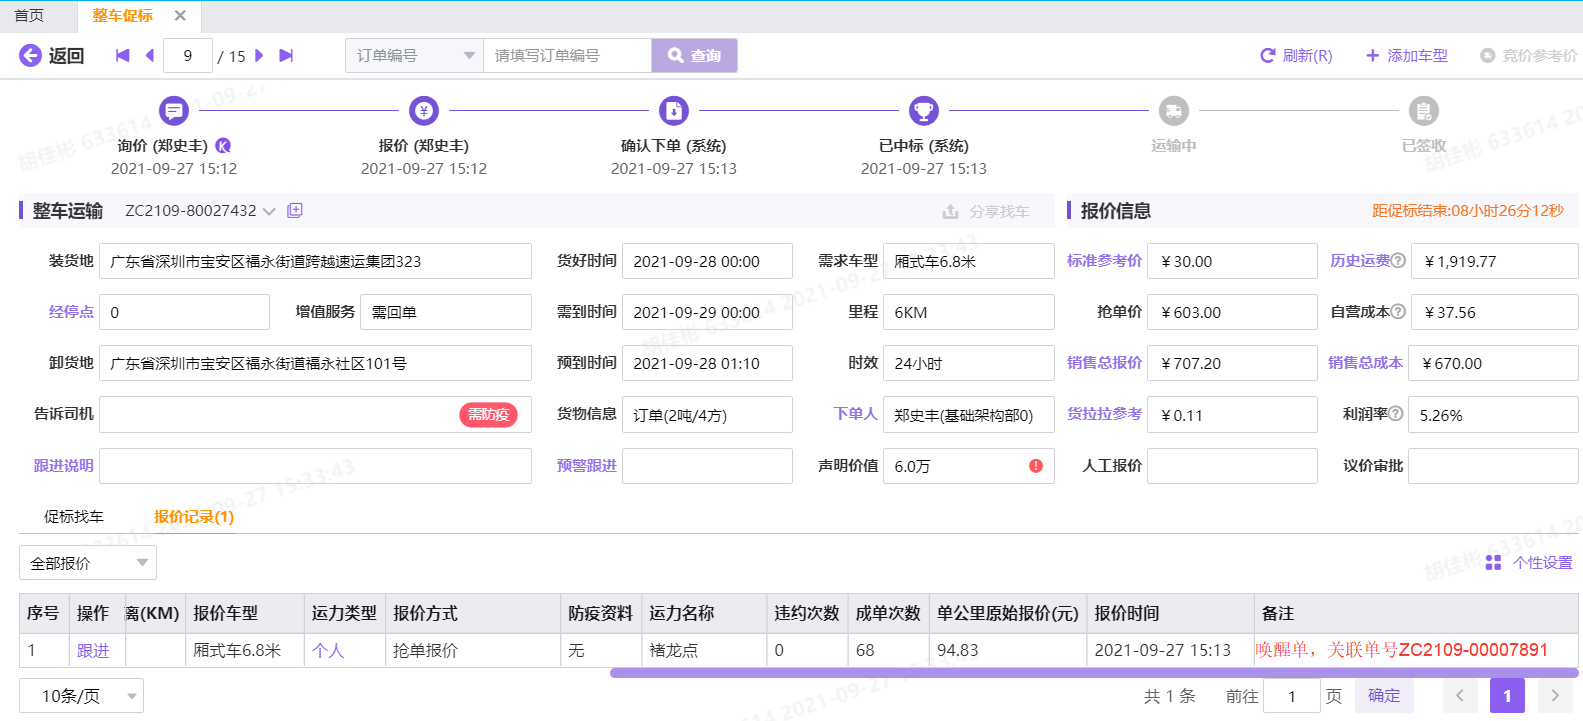 首页 整车促标
返回 9 / 15 订单编号 请填写订单编号 查询 刷新(R) 添加车型 竞价参考价
询价 (郑史丰) K 报价 (郑史丰) 确认下单 (系统) 已中标 (系统) 运输中 已签收
2021-09-27 15:12 2021-09-27 15:12 2021-09-27 15:13 2021-09-27 15:13
整车运输 ZC2109-80027432 分享找车 报价信息 距促标结束:08小时26分12秒
装货地 广东省深圳市宝安区福永街道跨越速运集团323 货好时间 2021-09-28 00:00 需求车型 厢式车6.8米 标准参考价 ¥30.00 历史运费 ¥1,919.77
经停点 0 增值服务 需回单 需到时间 2021-09-29 00:00 里程 6KM 抢单价 ¥603.00 自营成本 ¥37.56
卸货地 广东省深圳市宝安区福永街道福永社区101号 预到时间 2021-09-28 01:10 时效 24小时 销售总报价 ¥707.20 销售总成本 ¥670.00
告诉司机 需防疫 货物信息 订单(2吨/4方) 下单人 郑史丰(基础架构部0) 货拉拉参考 ¥0.11 利润率 5.26%
跟进说明 预警跟进 声明价值 6.0万 人工报价 议价审批
促标找车 报价记录(1)
全部报价 个性设置
序号 操作 离(KM) 报价车型 运力类型 报价方式 防疫资料 运力名称 违约次数 成单次数 单公里原始报价(元) 报价时间 备注
1 跟进 厢式车6.8米 个人 抢单报价 无 褚龙点 0 68 94.83 2021-09-27 15:13 唤醒单，关联单号ZC2109-00007891
10条/页 共 1 条 前往 1 页 确定 1
胡佳彬 633614 2021-09-27 15:33:43